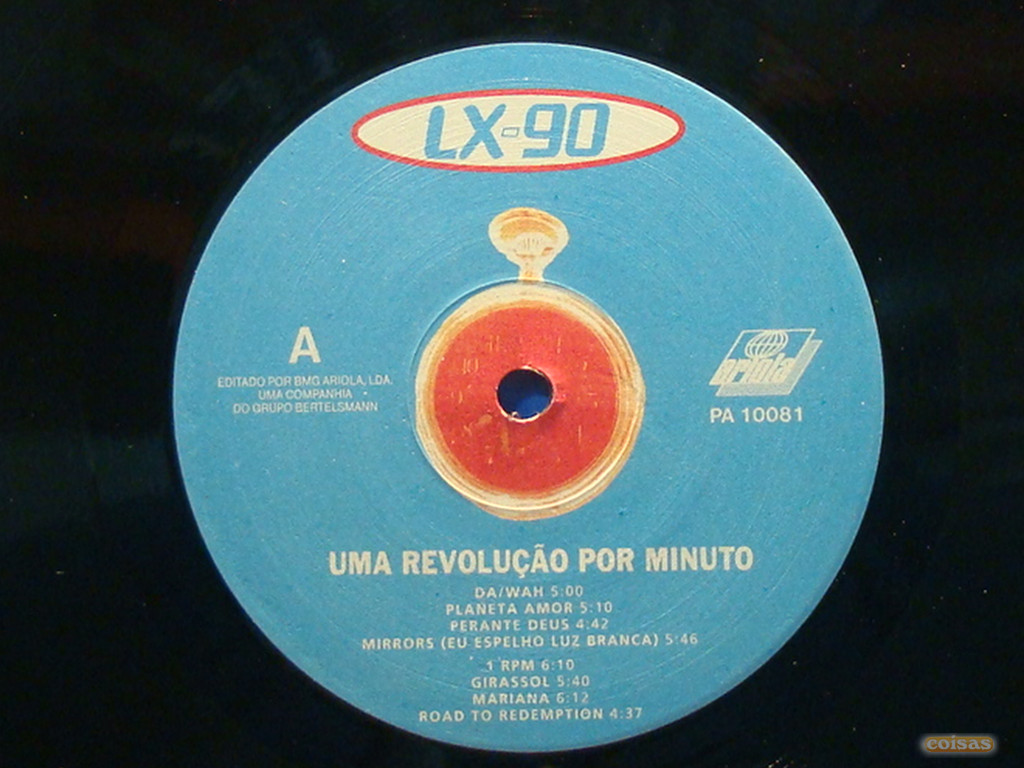 LX-90
A
EDITADO POR BMG ARIOLA, LDA.
UMA COMPANHIA
DO GRUPO BERTELSMANN
ariola
PA 10081
UMA REVOLUÇÃO POR MINUTO
DA/WAH 5:00
PLANETA AMOR 5:10
PERANTE DEUS 4:42
MIRRORS (EU ESPELHO LUZ BRANCA) 5:46
1 RPM 6:10
GIRASSOL 5:40
MARIANA 6:12
ROAD TO REDEMPTION 4:37
coisas